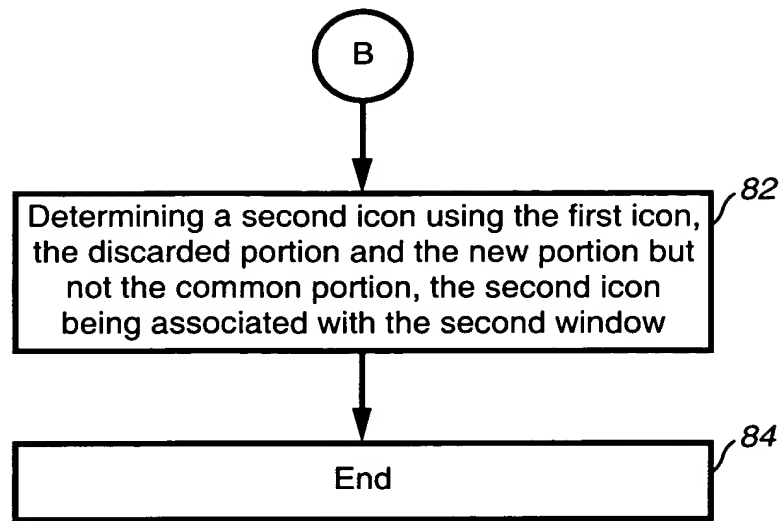 B
82
Determining a second icon using the first icon,
the discarded portion and the new portion but
not the common portion, the second icon
being associated with the second window
84
End